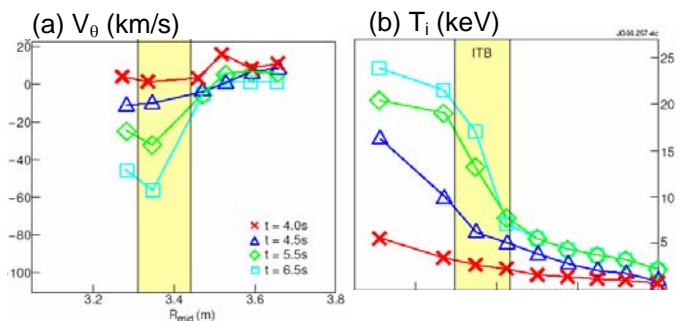 (a) Vθ (km/s)
(b) Ti (keV)
20
0
-20
-40
-60
-80
-100
3.2
3.4
3.6
3.8
Rmid (m)
× t = 4.0s
△ t = 4.5s
◇ t = 5.5s
□ t = 6.5s
ITB
25
20
15
10
5